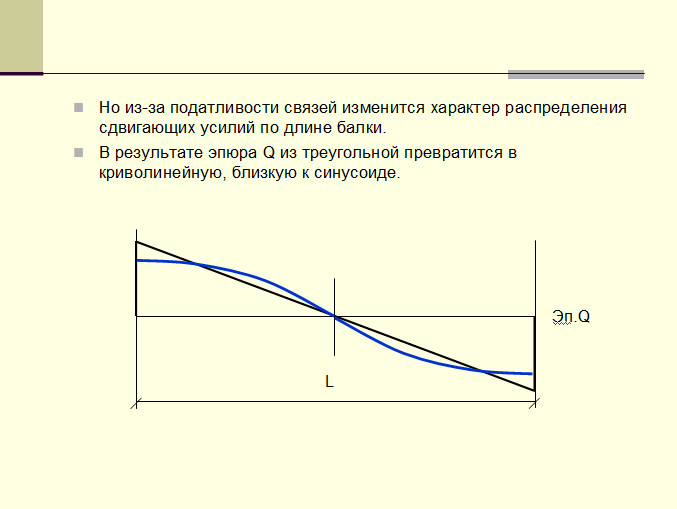 Но из-за податливости связей изменится характер распределения
сдвигающих усилий по длине балки.
В результате эпюра Q из треугольной превратится в
криволинейную, близкую к синусоиде.
Эп.Q
L